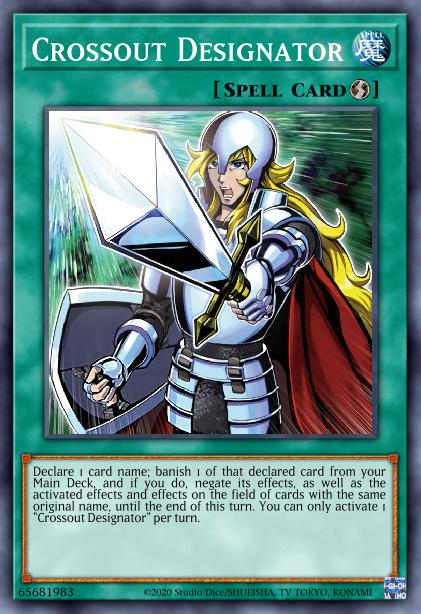 Crossout Designator
SPELL
魔
[Spell Card]
Declare 1 card name; banish 1 of that declared card from your
Main Deck, and if you do, negate its effects, as well as the
activated effects and effects on the field of cards with the same
original name, until the end of this turn. You can only activate 1
"Crossout Designator" per turn.
65681983
©2020 Studio Dice/SHUEISHA, TV TOKYO, KONAMI